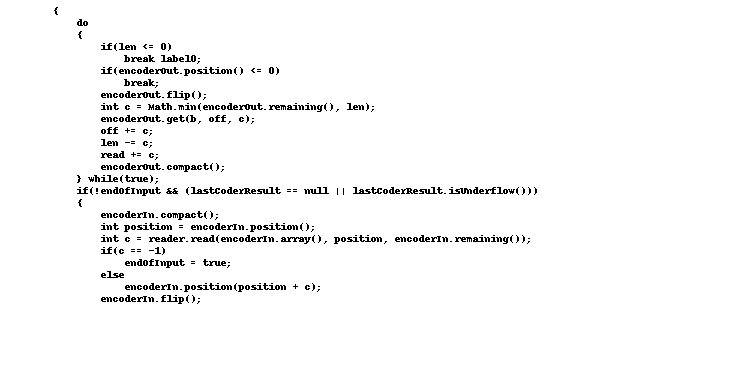 {
do
{
if(len <= 0)
break label0;
if(encoderOut.position() <= 0)
break;
encoderOut.flip();
int c = Math.min(encoderOut.remaining(), len);
encoderOut.get(b, off, c);
off += c;
len -= c;
read += c;
encoderOut.compact();
} while(true);
if(!endOfInput && (lastCoderResult == null || lastCoderResult.isUnderflow()))
{
encoderIn.compact();
int position = encoderIn.position();
int c = reader.read(encoderIn.array(), position, encoderIn.remaining());
if(c == -1)
endOfInput = true;
else
encoderIn.position(position + c);
encoderIn.flip();